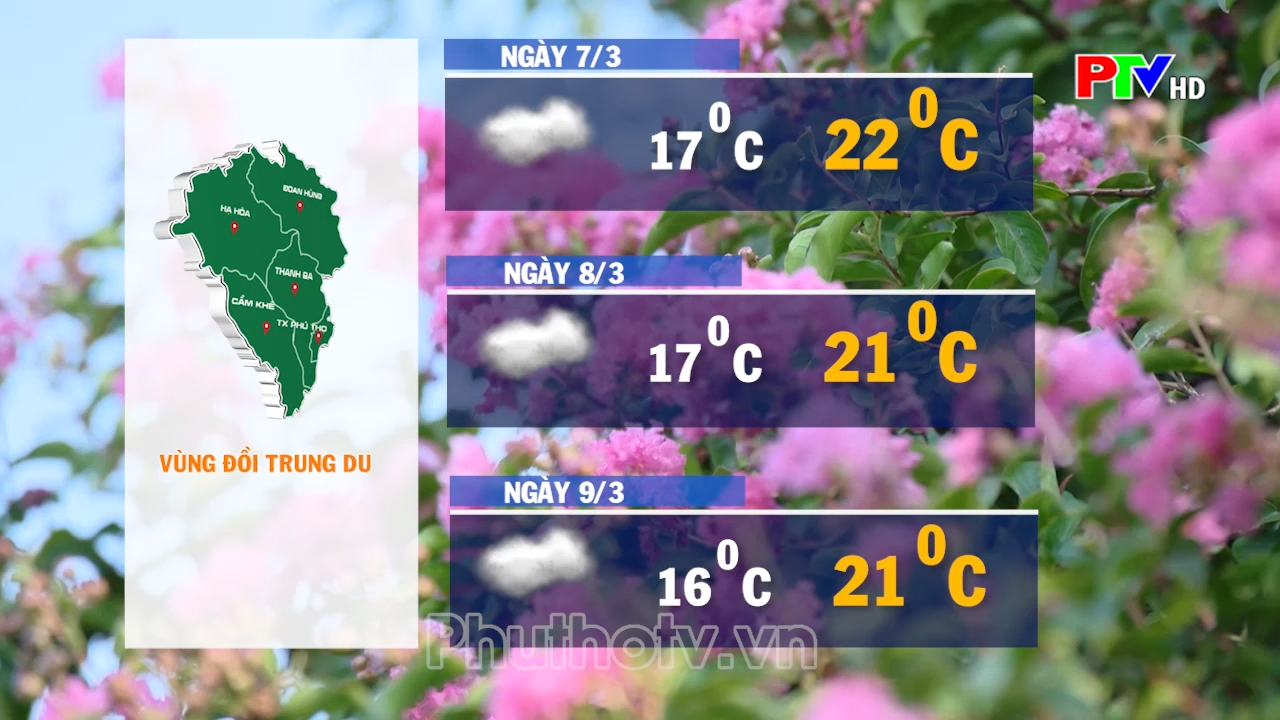 NGÀY 7/3
17⁰C 22⁰C
PTV HD
ĐOAN HÙNG
HẠ HÒA
THANH BA
CẨM KHÊ
TX PHÚ THỌ
VÙNG ĐỒI TRUNG DU
NGÀY 8/3
17⁰C 21⁰C
NGÀY 9/3
16⁰C 21⁰C
Phuthotv.vn